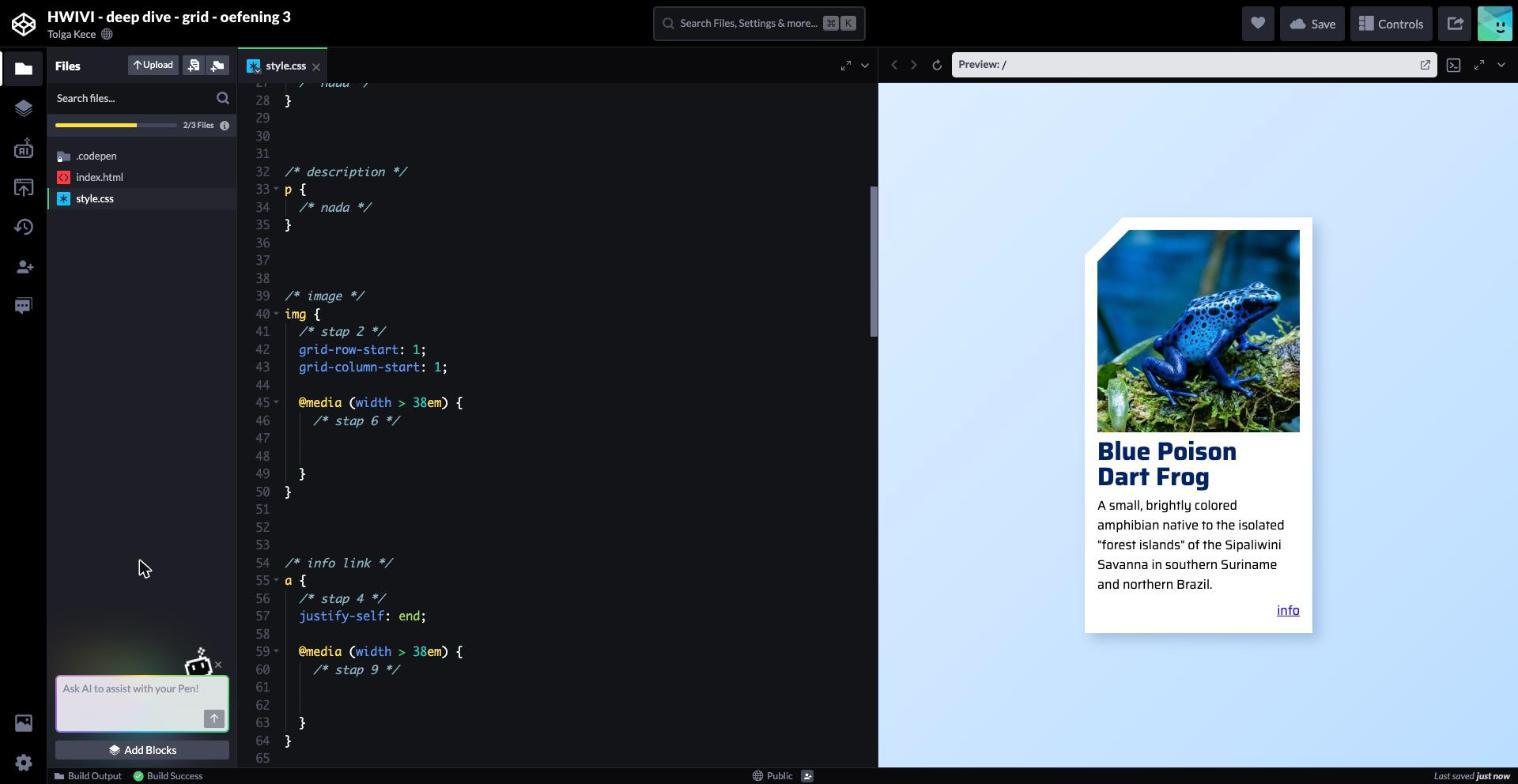 HWIVI - deep dive - grid - oefening 3
Tolga Kece
Search Files, Settings & more... ⌘ K
Save
Controls
Files
Upload
style.css
Preview: /
Search files...
2/3 Files
.codepen
index.html
style.css
27 /* nada */
28 }
29
30
31
32 /* description */
33 p {
34 /* nada */
35 }
36
37
38
39 /* image */
40 img {
41 /* stap 2 */
42 grid-row-start: 1;
43 grid-column-start: 1;
44
45 @media (width > 38em) {
46 /* stap 6 */
47
48
49 }
50 }
51
52
53
54 /* info link */
55 a {
56 /* stap 4 */
57 justify-self: end;
58
59 @media (width > 38em) {
60 /* stap 9 */
61
62
63 }
64 }
65
Blue Poison
Dart Frog
A small, brightly colored
amphibian native to the isolated
"forest islands" of the Sipaliwini
Savanna in southern Suriname
and northern Brazil.
info
AI
Ask AI to assist with your Pen!
Add Blocks
Build Output
Build Success
Public
Last saved just now